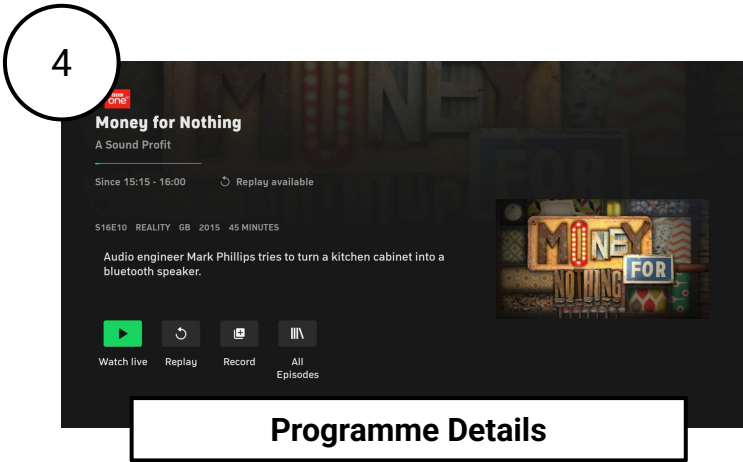 4
BBC
one
Money for Nothing
A Sound Profit
Since 15:15 - 16:00 Replay available
S16E10 REALITY GB 2015 45 MINUTES
Audio engineer Mark Phillips tries to turn a kitchen cabinet into a
bluetooth speaker.
MONEY
FOR
NOTHING
Watch live Replay Record All
Episodes
Programme Details